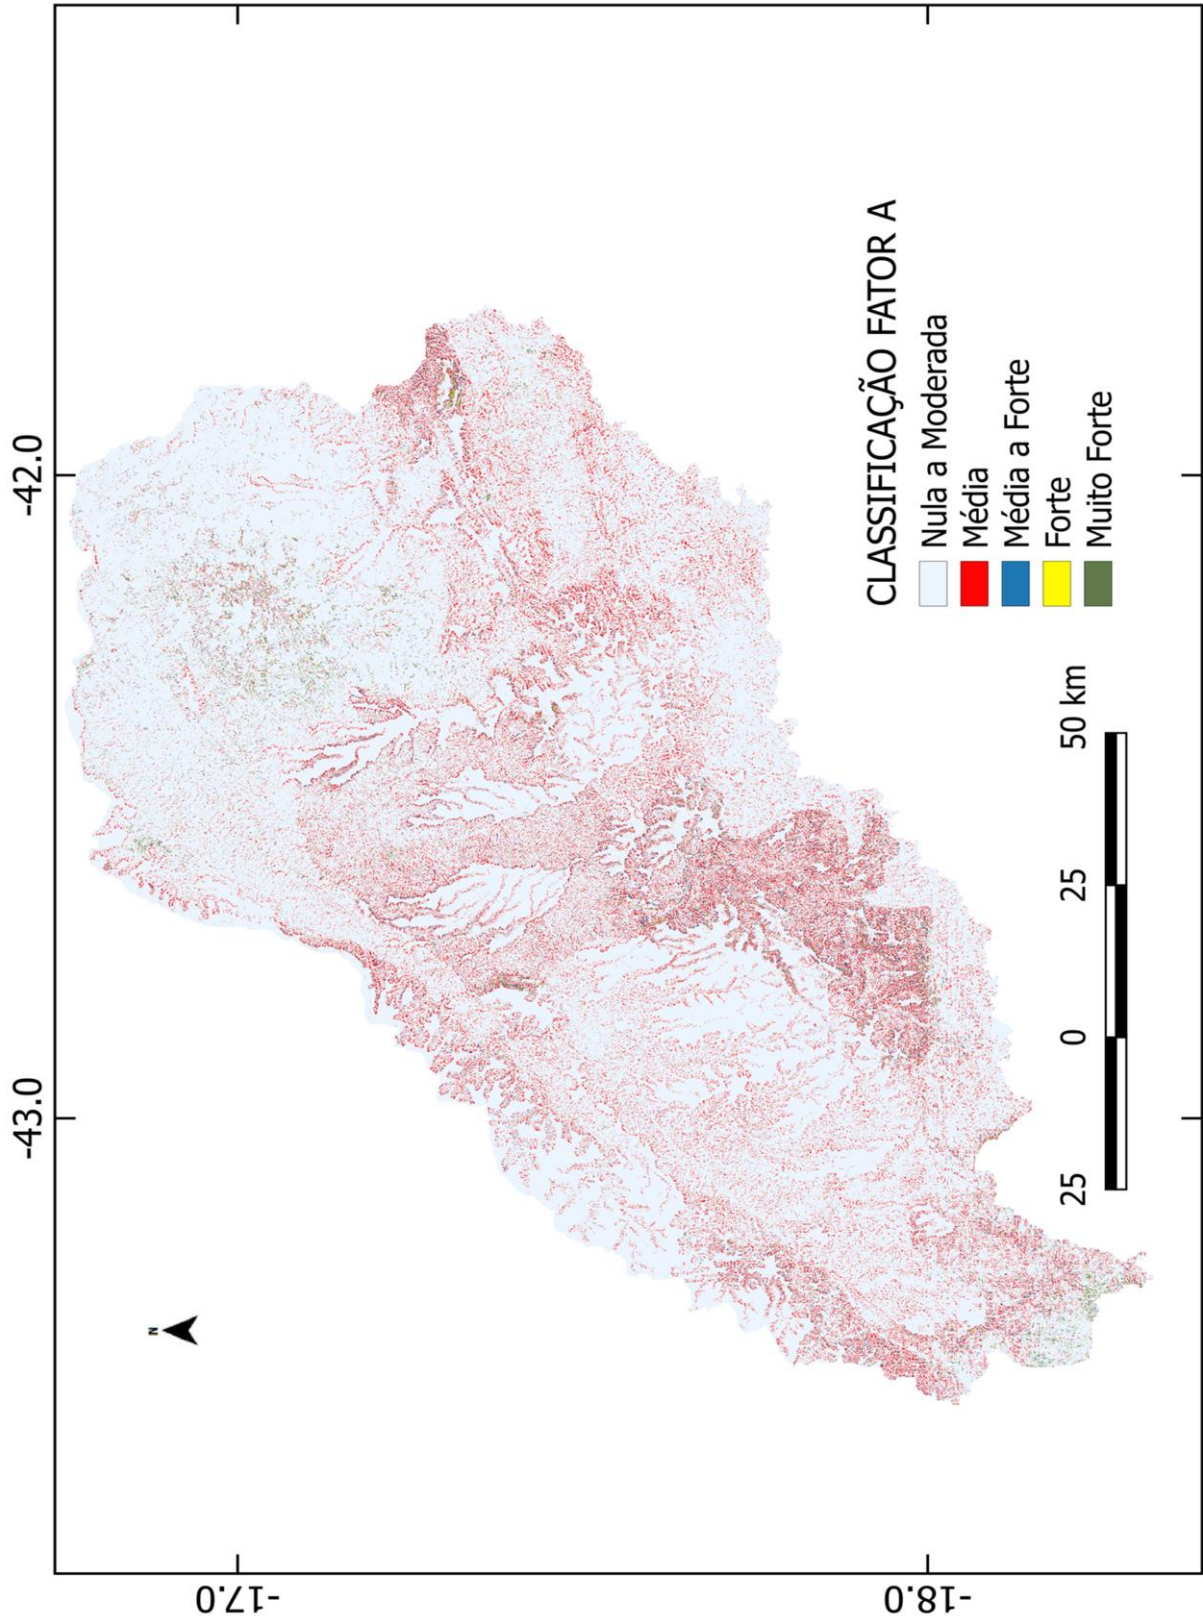 -43.0
-42.0
N
-17.0
-18.0
CLASSIFICAÇÃO FATOR A
Nula a Moderada
Média
Média a Forte
Forte
Muito Forte
25 0 25 50 km